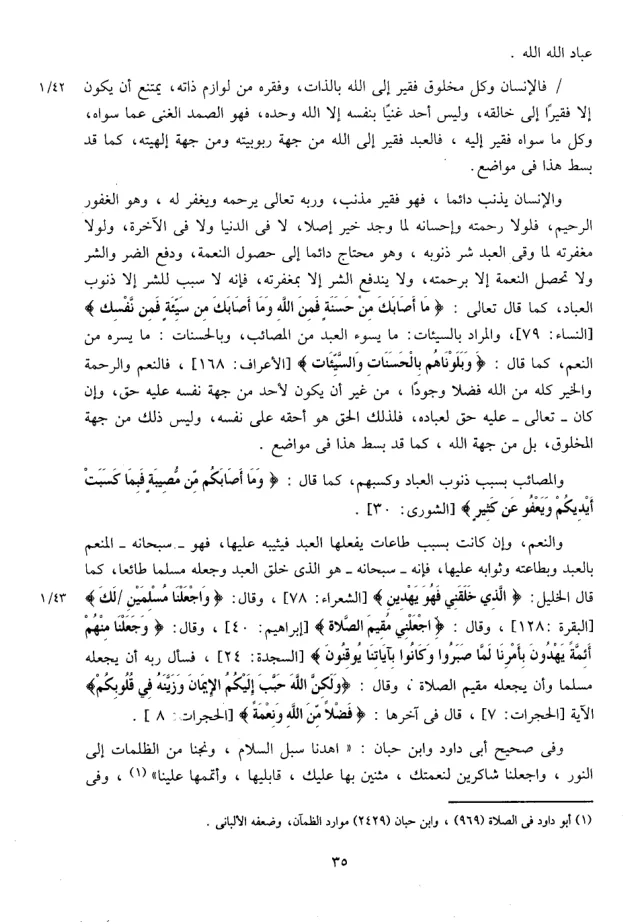 عباد الله الله .
١/٤٢ / فالإنسان وكل مخلوق فقير إلى الله بالذات، وفقره من لوازم ذاته، يمتنع أن يكون
إلا فقيرًا إلى خالقه، وليس أحد غنيًا بنفسه إلا الله وحده، فهو الصمد الغنى عما سواه،
وكل ما سواه فقير إليه ، فالعبد فقير إلى الله من جهة ربوبيته ومن جهة إلهيته، كما قد
بسط هذا فى مواضع.
والإنسان يذنب دائما ، فهو فقير مذنب، وربه تعالى يرحمه ويغفر له ، وهو الغفور
الرحيم، فلولا رحمته وإحسانه لما وجد خير إصلا، لا فى الدنيا ولا فى الآخرة، ولولا
مغفرته لما وقى العبد شر ذنوبه ، وهو محتاج دائما إلى حصول النعمة، ودفع الضر والشر
ولا تحصل النعمة إلا برحمته، ولا يندفع الشر إلا بمغفرته، فإنه لا سبب للشر إلا ذنوب
العباد، كما قال تعالى : ﴿ مَا أَصَابَكَ مِنْ حَسَنَةٍ فَمِنَ اللَّهِ وَمَا أَصَابَكَ مِن سَيِّئَةٍ فَمِن نَّفْسِكَ ﴾
[النساء: ٧٩]، والمراد بالسيئات: ما يسوء العبد من المصائب، وبالحسنات : ما يسره من
النعم، كما قال : ﴿ وَبَلَوْنَاهُم بِالْحَسَنَاتِ وَالسَّيِّئَاتِ ﴾ [الأعراف: ١٦٨] ، فالنعم والرحمة
والخير كله من الله فضلا وجودًا ، من غير أن يكون لأحد من جهة نفسه عليه حق، وإن
كان ـ تعالى ـ عليه حق لعباده، فلذلك الحق هو أحقه على نفسه، وليس ذلك من جهة
المخلوق، بل من جهة الله ، كما قد بسط هذا فى مواضع .
والمصائب بسبب ذنوب العباد وكسبهم، كما قال : ﴿ وَمَا أَصَابَكُم مِّن مُّصِيبَةٍ فَبِمَا كَسَبَتْ
أَيْدِيكُمْ وَيَعْفُو عَن كَثِيرٍ ﴾ [الشورى: ٣٠] .
والنعم، وإن كانت بسبب طاعات يفعلها العبد فيثيبه عليها، فهو ـ سبحانه ـ المنعم
بالعبد وبطاعته وثوابه عليها، فإنه ـ سبحانه ـ هو الذى خلق العبد وجعله مسلما طائعا، كما
١/٤٣ قال الخليل: ﴿ الَّذِي خَلَقَنِي فَهُوَ يَهْدِينِ ﴾ [الشعراء: ٧٨] ، وقال: ﴿ وَاجْعَلْنَا مُسْلِمَيْنِ /لَكَ ﴾
[البقرة :١٢٨] ، وقال : ﴿ اجْعَلْنِي مُقِيمَ الصَّلاةِ ﴾ [إبراهيم: ٤٠] ، وقال: ﴿ وَجَعَلْنَا مِنْهُمْ
أَئِمَّةً يَهْدُونَ بِأَمْرِنَا لَمَّا صَبَرُوا وَكَانُوا بِآيَاتِنَا يُوقِنُونَ ﴾ [السجدة: ٢٤] ، فسأل ربه أن يجعله
مسلما وأن يجعله مقيم الصلاة ، وقال : ﴿وَلَكِنَّ اللَّهَ حَبَّبَ إِلَيْكُمُ الإِيمَانَ وَزَيَّنَهُ فِي قُلُوبِكُمْ﴾
الآية [الحجرات: ٧] ، قال فى آخرها : ﴿ فَضْلاً مِّنَ اللَّهِ وَنِعْمَةً ﴾ [الحجرات: ٨ ] .
وفى صحيح أبى داود وابن حبان : « اهدنا سبل السلام ، ونجنا من الظلمات إلى
النور ، واجعلنا شاكرين لنعمتك ، مثنين بها عليك ، قابليها ، وأتممها علينا» (١) ، وفى
(١) أبو داود فى الصلاة (٩٦٩) ، وابن حبان (٢٤٢٩) موارد الظمآن، وضعفه الألبانى .
٣٥